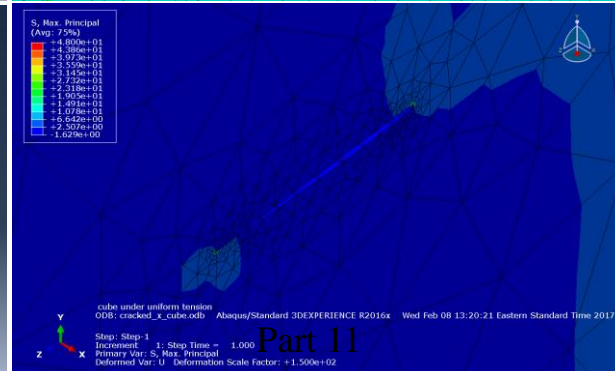 S, Max. Principal
(Avg: 75%)
+4.800e+01
+4.386e+01
+3.973e+01
+3.559e+01
+3.145e+01
+2.732e+01
+2.318e+01
+1.905e+01
+1.491e+01
+1.078e+01
+6.642e+00
+2.507e+00
-1.629e+00
cube under uniform tension
ODB: cracked_x_cube.odb Abaqus/Standard 3DEXPERIENCE R2016x Wed Feb 08 13:20:21 Eastern Standard Time 2017
Y
Z X
Step: Step-1
Increment 1: Step Time = 1.000
Primary Var: S, Max. Principal
Deformed Var: U Deformation Scale Factor: +1.500e+02
Part 11